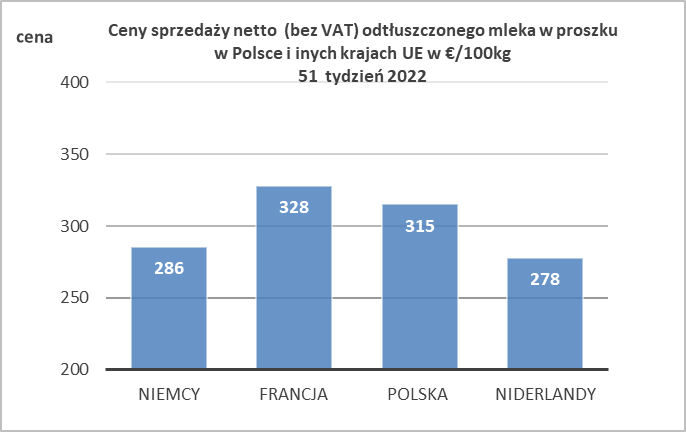 cena
Ceny sprzedaży netto (bez VAT) odtłuszczonego mleka w proszku
w Polsce i inych krajach UE w €/100kg
51 tydzień 2022
400
350
300
250
200
286
328
315
278
NIEMCY
FRANCJA
POLSKA
NIDERLANDY